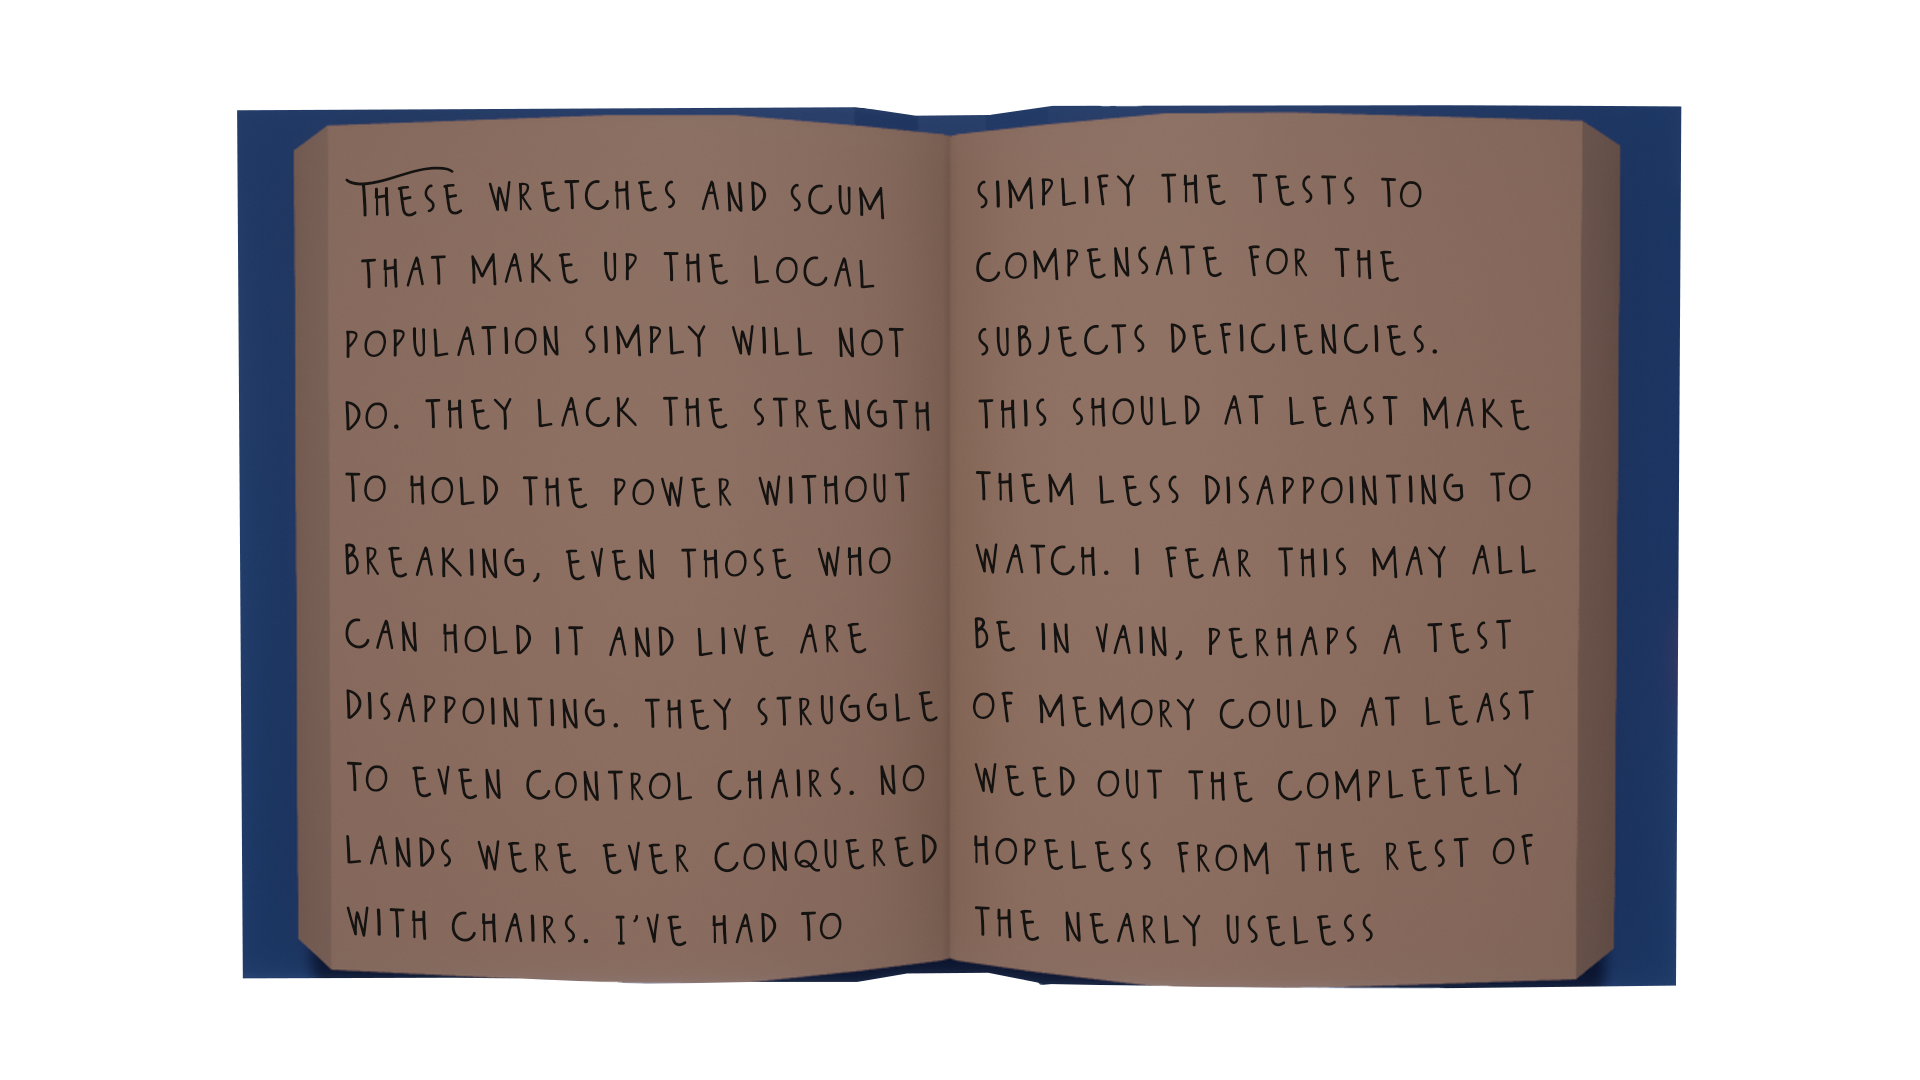 THESE WRETCHES AND SCUM
THAT MAKE UP THE LOCAL
POPULATION SIMPLY WILL NOT
DO. THEY LACK THE STRENGTH
TO HOLD THE POWER WITHOUT
BREAKING, EVEN THOSE WHO
CAN HOLD IT AND LIVE ARE
DISAPPOINTING. THEY STRUGGLE
TO EVEN CONTROL CHAIRS. NO
LANDS WERE EVER CONQUERED
WITH CHAIRS. I'VE HAD TO
SIMPLIFY THE TESTS TO
COMPENSATE FOR THE
SUBJECTS DEFICIENCIES.
THIS SHOULD AT LEAST MAKE
THEM LESS DISAPPOINTING TO
WATCH. I FEAR THIS MAY ALL
BE IN VAIN, PERHAPS A TEST
OF MEMORY COULD AT LEAST
WEED OUT THE COMPLETELY
HOPELESS FROM THE REST OF
THE NEARLY USELESS